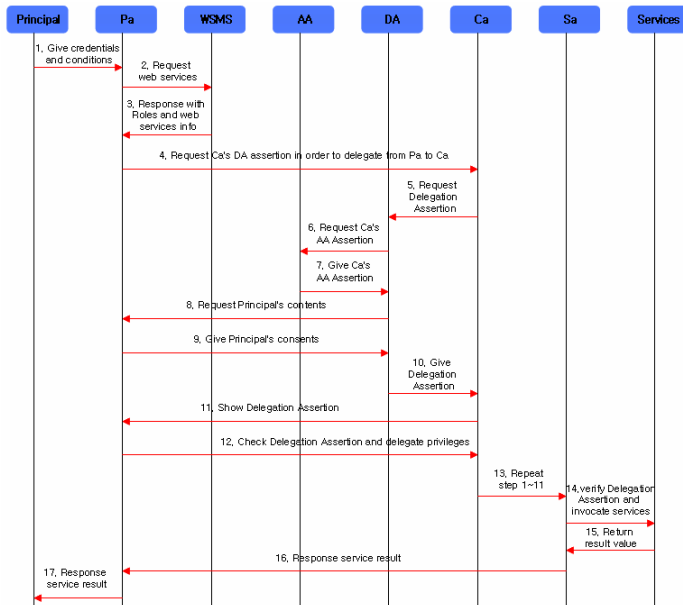 Principal
Pa
WSMS
AA
DA
Ca
Sa
Services
1, Give credentials
and conditions
2, Request
web services
3, Response with
Roles and web
services info
4, Request Ca's DA assertion in order to delegate from Pa to Ca
5, Request
Delegation
Assertion
6, Request Ca's
AA Assertion
7, Give Ca's
AA Assertion
8, Request Principal's contents
9, Give Principal's consents
10, Give
Delegation
Assertion
11, Show Delegation Assertion
12, Check Delegation Assertion and delegate privileges
13, Repeat
step 1~11
14,verify Delegation
Assertion and
invocate services
15, Return
result value
16, Response service result
17, Response
service result